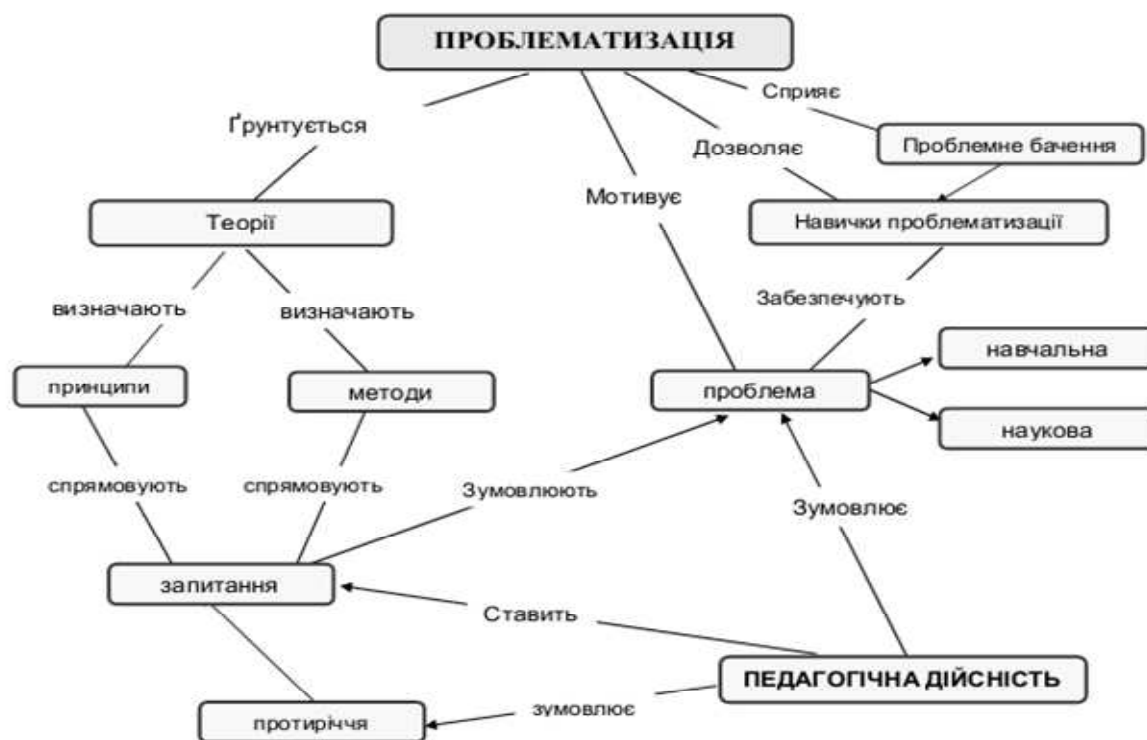 ПРОБЛЕМАТИЗАЦІЯ
Сприяє
Ґрунтується
Дозволяє
Проблемне бачення
Мотивує
Теорії
Навички проблематизації
визначають
визначають
Забезпечують
навчальна
принципи
методи
проблема
наукова
спрямовують
спрямовують
Зумовлюють
Зумовлює
запитання
Ставить
ПЕДАГОГІЧНА ДІЙСНІСТЬ
зумовлює
протиріччя